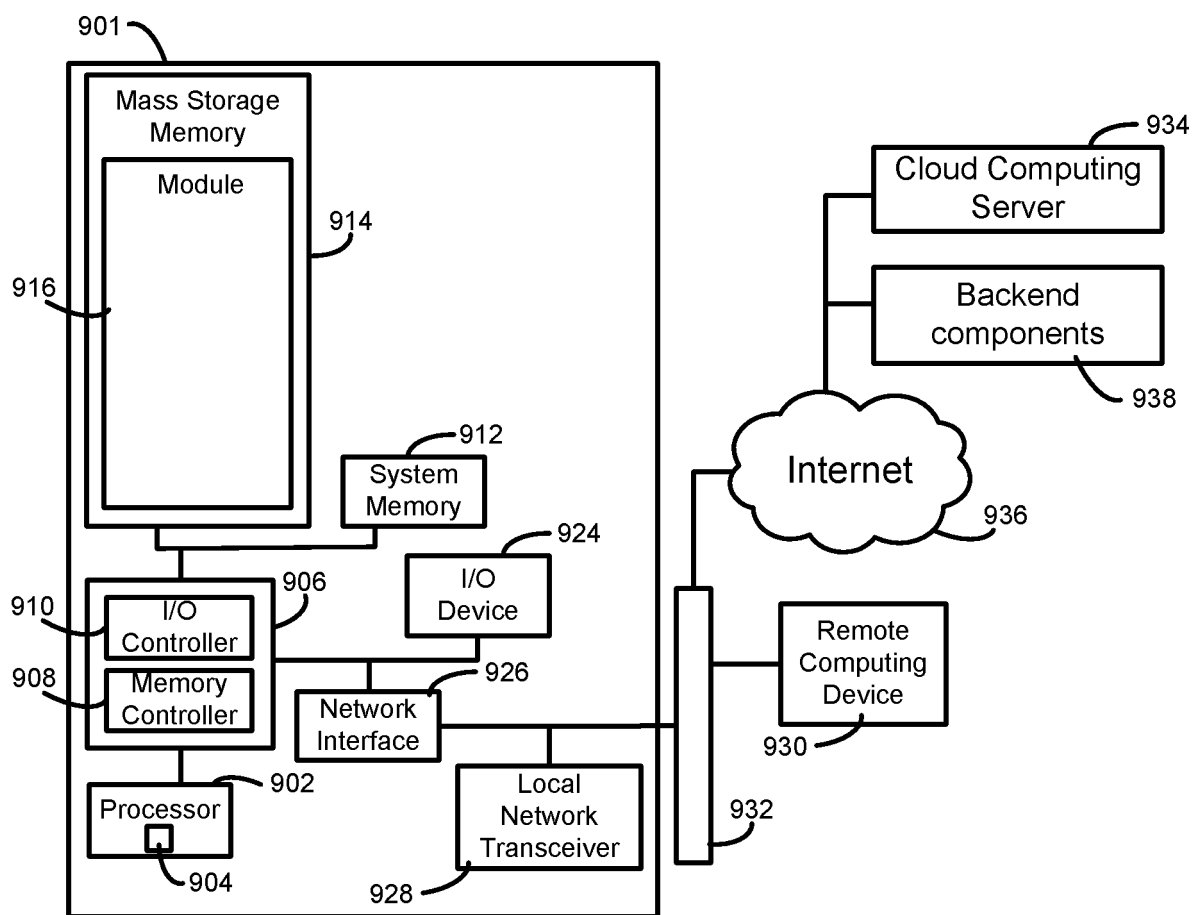 901
Mass Storage
Memory
Module
914
916
934
Cloud Computing
Server
Backend
components
938
912
System
Memory
Internet
936
924
I/O
Device
906
910
I/O
Controller
908
Memory
Controller
926
Network
Interface
Remote
Computing
Device
930
902
Processor
904
Local
Network
Transceiver
928
932